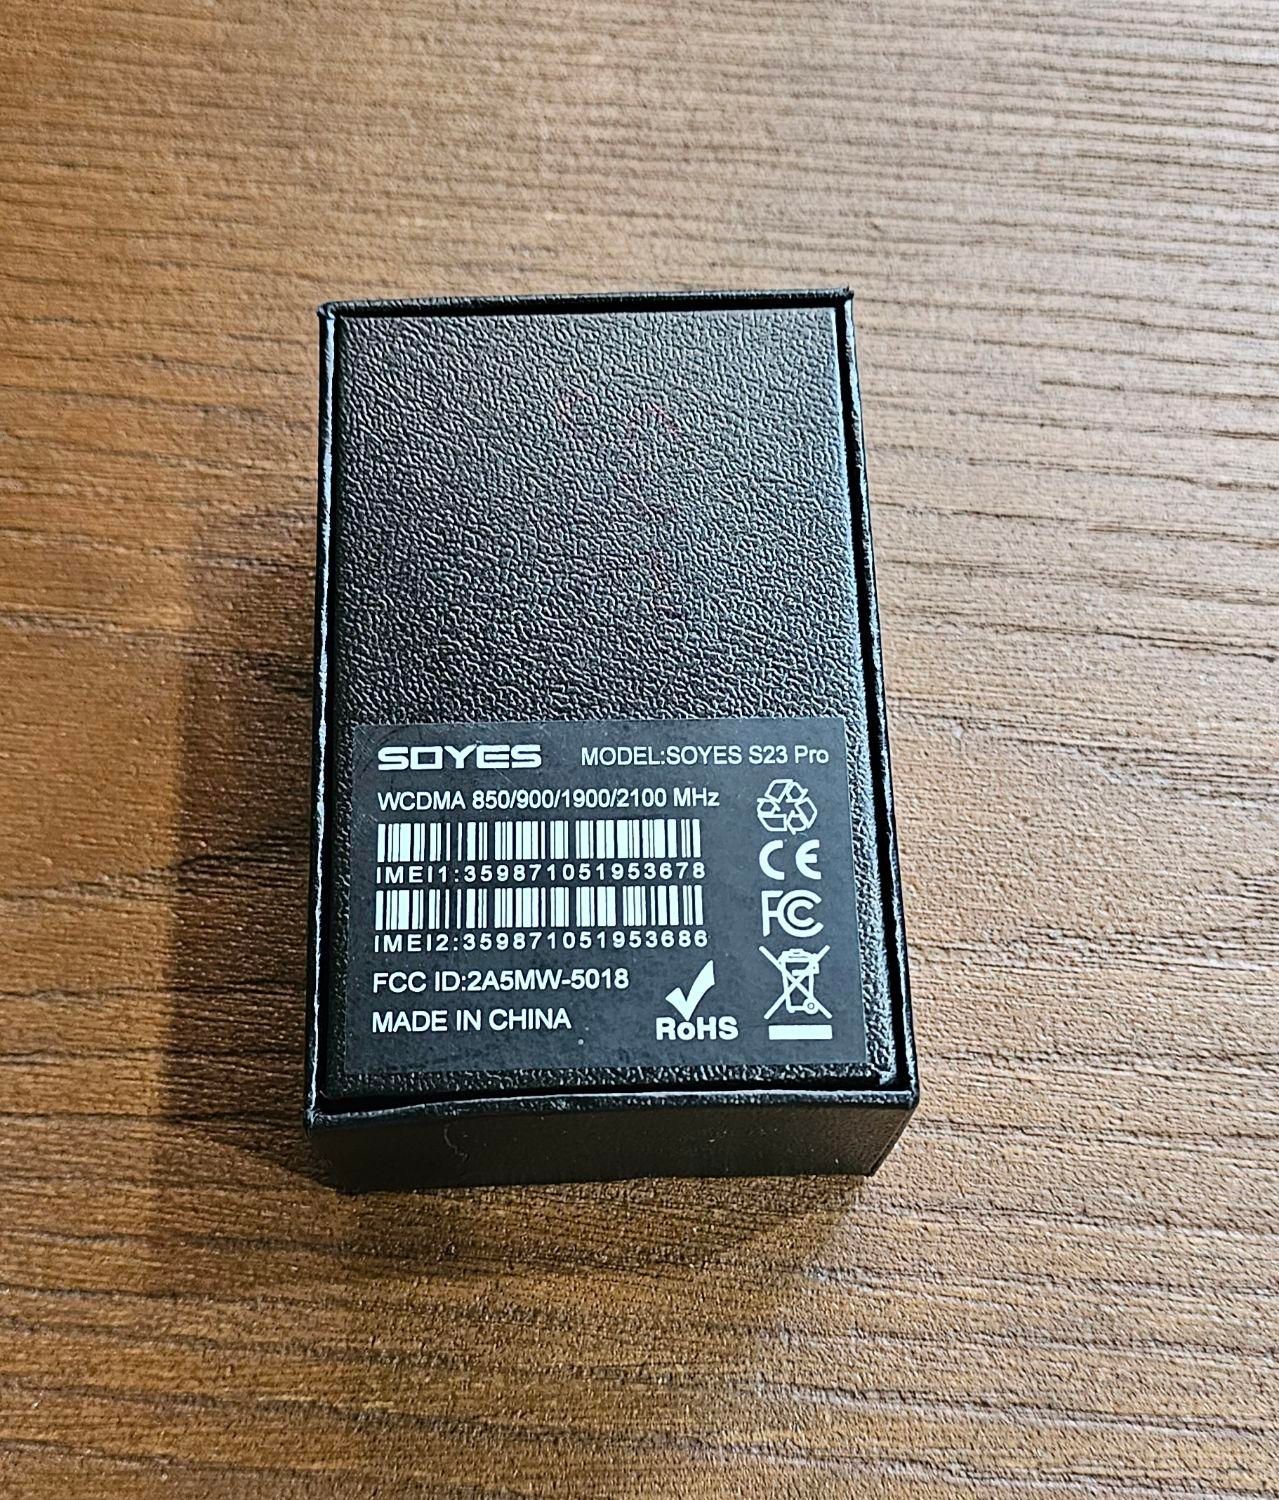 SOYES MODEL:SOYES S23 Pro
WCDMA 850/900/1900/2100 MHz
IMEI1:359871051953678
IMEI2:359871051953686
CE
FC
FCC ID:2A5MW-5018
MADE IN CHINA
RoHS